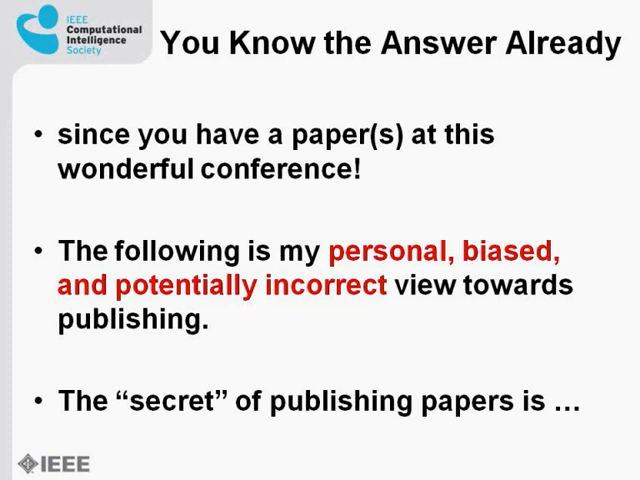 IEEE
Computational
Intelligence
Society
You Know the Answer Already
• since you have a paper(s) at this
wonderful conference!
• The following is my personal, biased,
and potentially incorrect view towards
publishing.
• The “secret” of publishing papers is …
IEEE